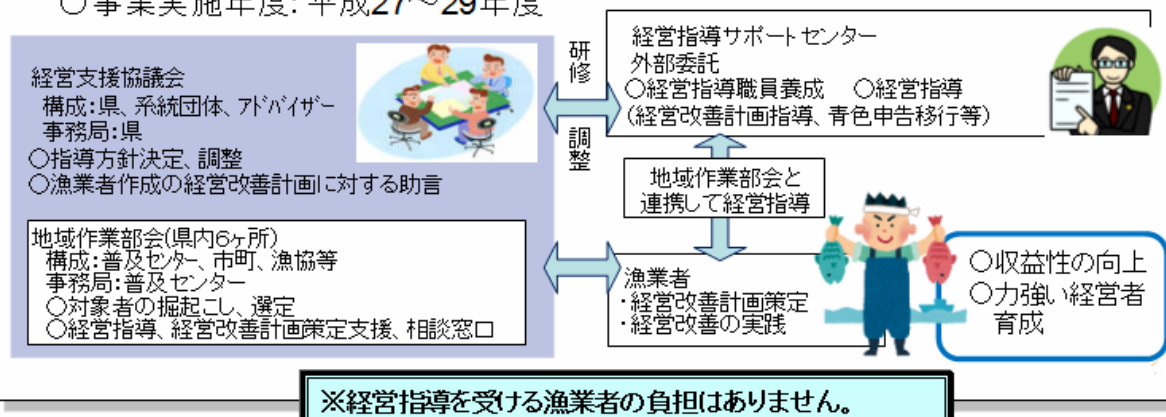 ○事業実施年度:平成27～29年度
経営支援協議会
構成:県、系統団体、アドバイザー
事務局:県
○指導方針決定、調整
○漁業者作成の経営改善計画に対する助言
地域作業部会(県内6ヶ所)
構成:普及センター、市町、漁協等
事務局:普及センター
○対象者の掘起こし、選定
○経営指導、経営改善計画策定支援、相談窓口
研修
調整
経営指導サポートセンター
外部委託
○経営指導職員養成　○経営指導
(経営改善計画指導、青色申告移行等)
地域作業部会と
連携して経営指導
漁業者
・経営改善計画策定
・経営改善の実践
○収益性の向上
○力強い経営者
育成
※経営指導を受ける漁業者の負担はありません。